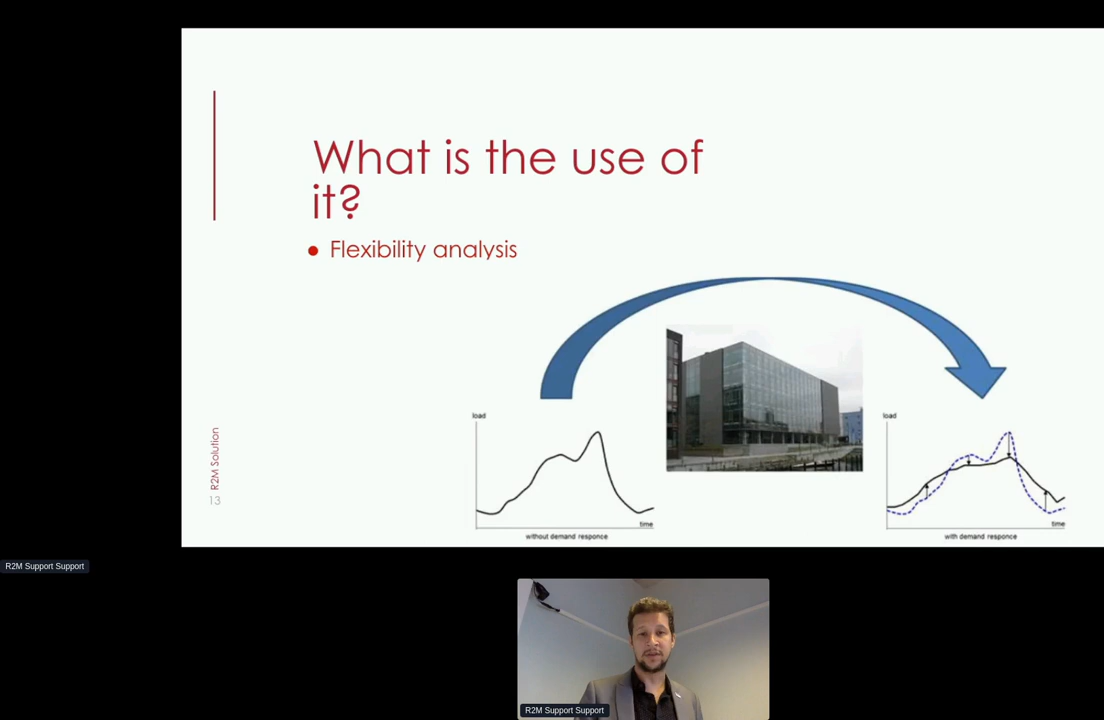 What is the use of
it?
● Flexibility analysis
load
time
without demand responce
load
time
with demand responce
R2M Solution
13
R2M Support Support
R2M Support Support